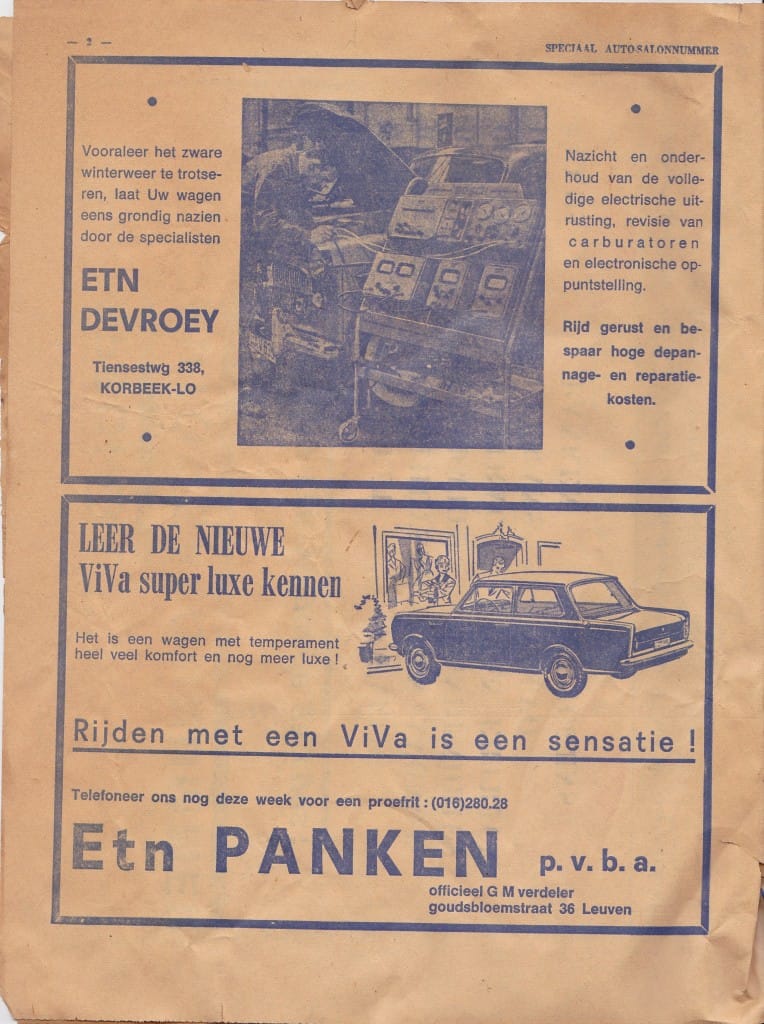 — 2 —
SPECIAAL AUTO-SALONNUMMER
Vooraleer het zware
winterweer te trotse-
ren, laat Uw wagen
eens grondig nazien
door de specialisten
ETN
DEVROEY
Tiensestwg 338,
KORBEEK-LO
Nazicht en onder-
houd van de volle-
dige electrische uit-
rusting, revisie van
carburatoren
en electronische op-
puntstelling.
Rijd gerust en be-
spaar hoge depan-
nage- en reparatie-
kosten.
LEER DE NIEUWE
ViVa super luxe kennen
Het is een wagen met temperament
heel veel komfort en nog meer luxe !
Rijden met een ViVa is een sensatie !
Telefoneer ons nog deze week voor een proefrit : (016)280.28
Etn PANKEN p. v. b. a.
officieel G M verdeler
goudsbloemstraat 36 Leuven